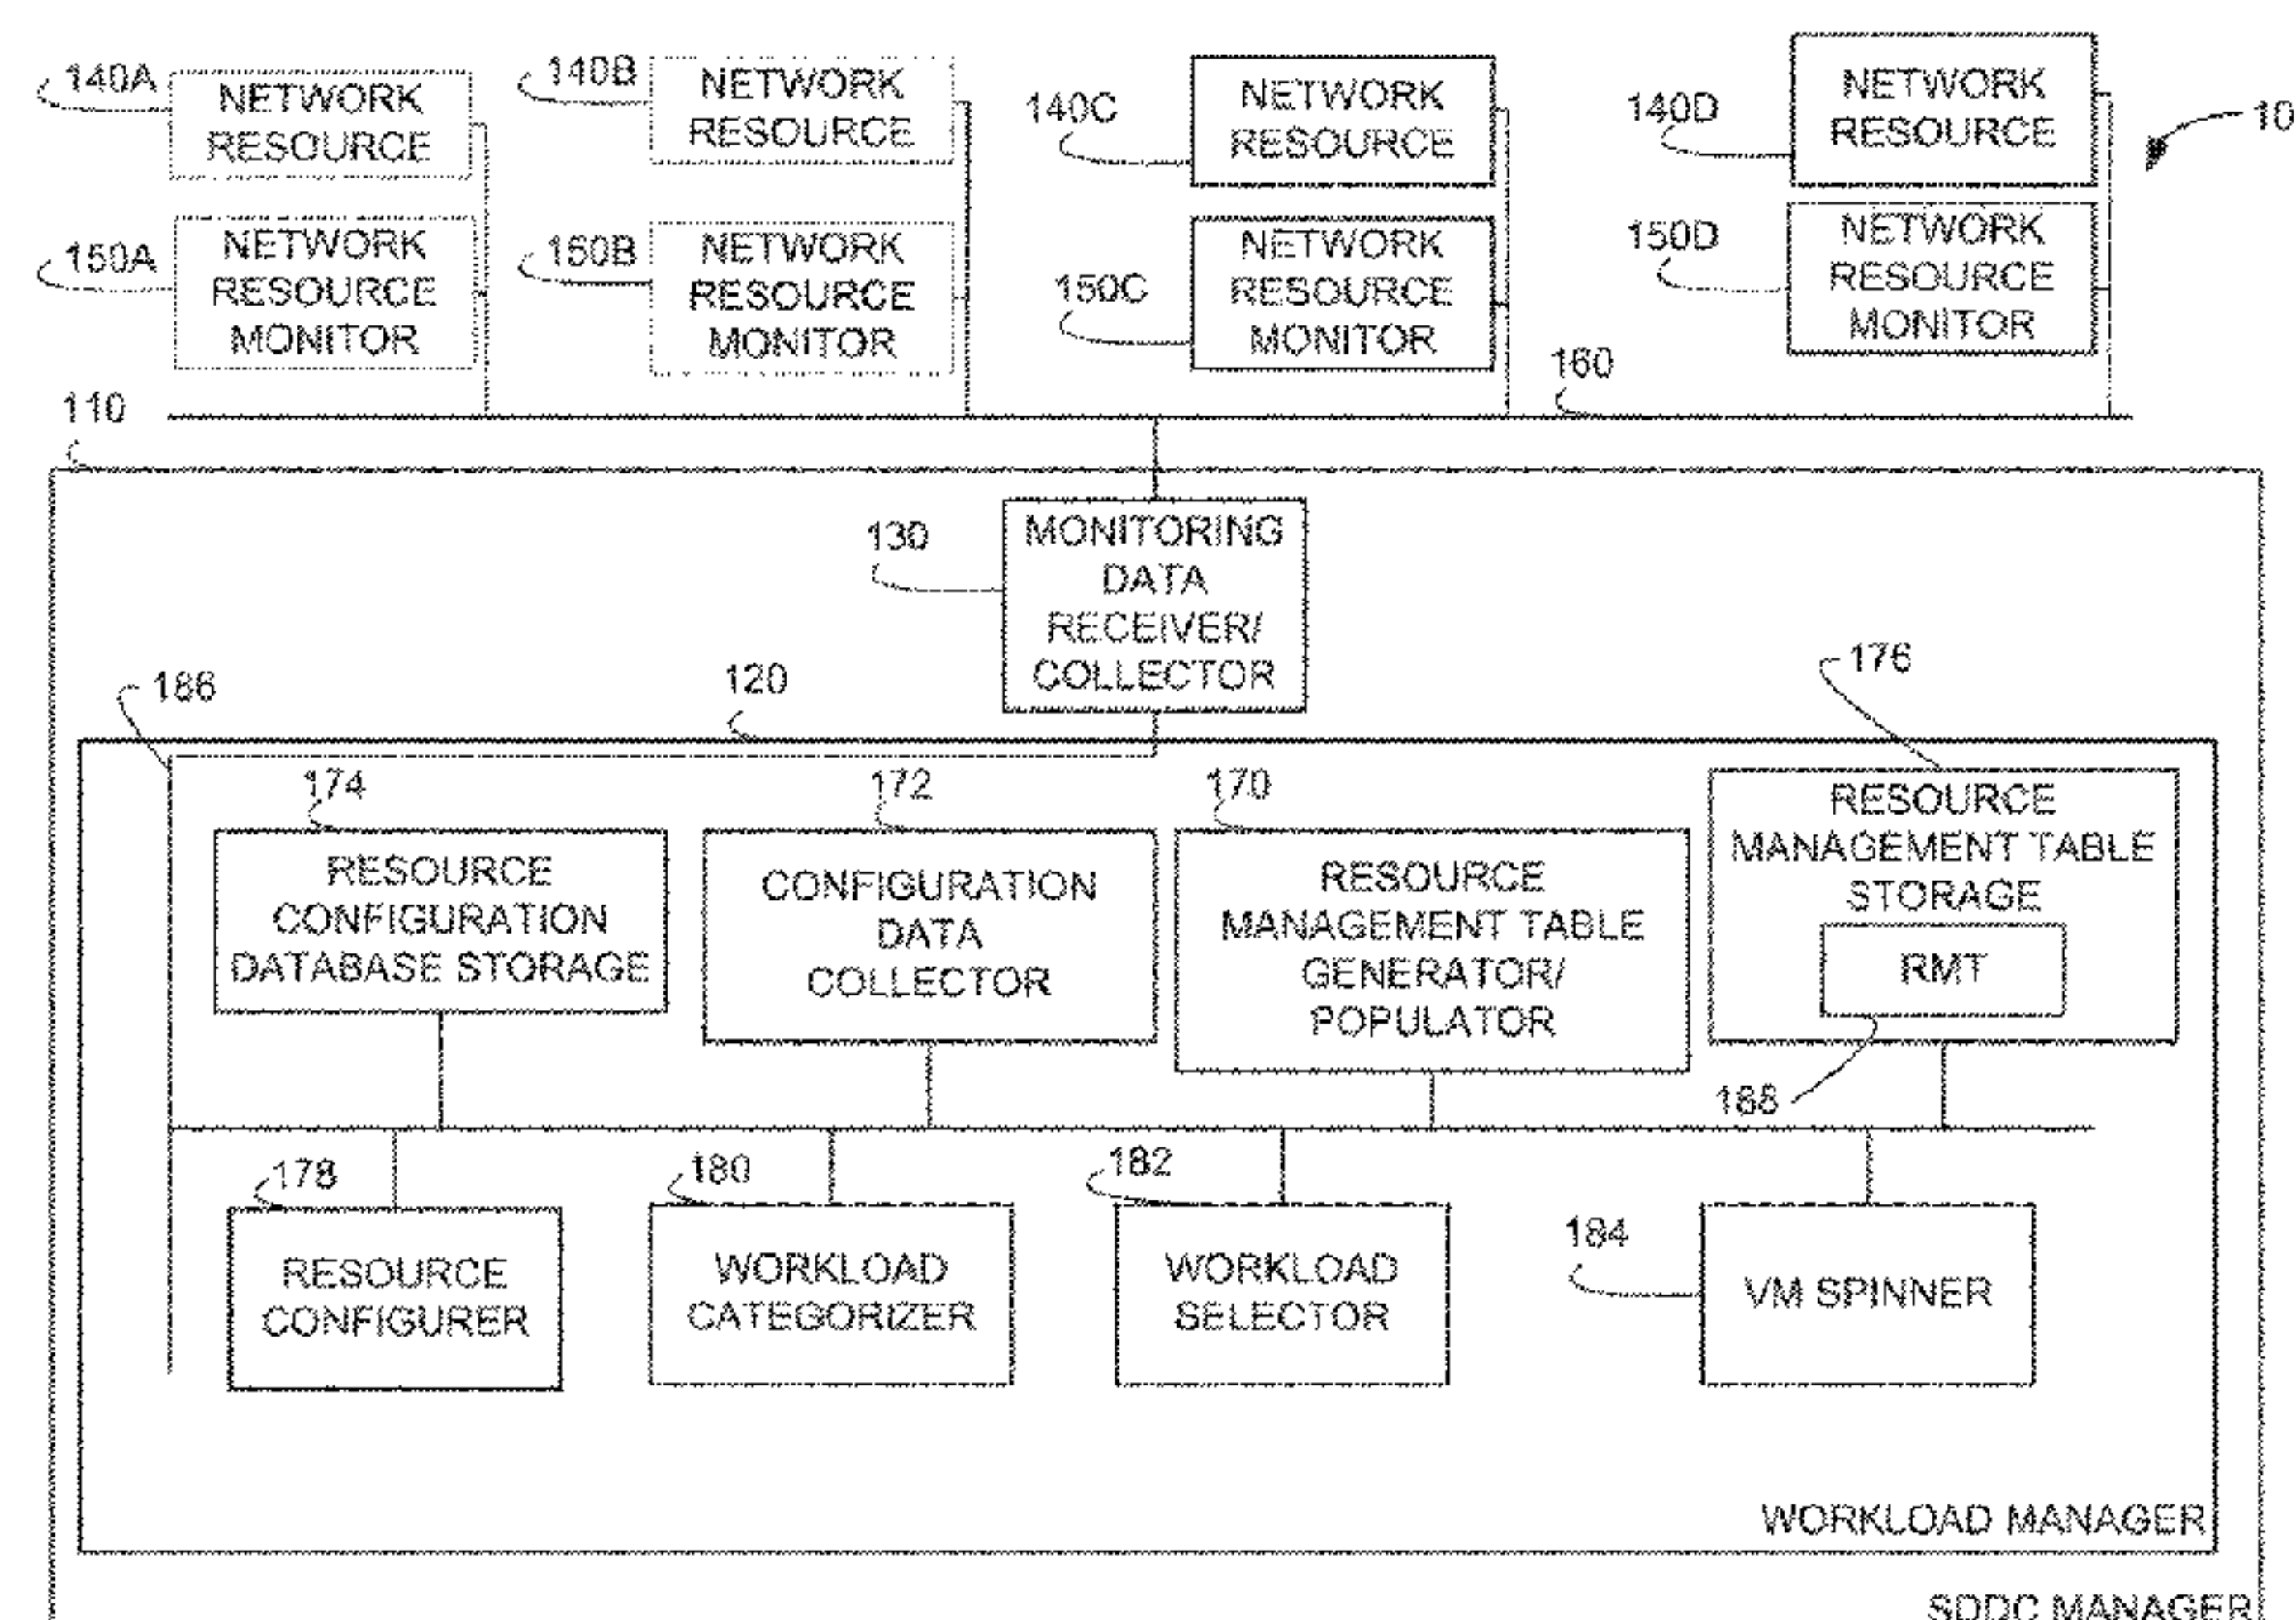 140A
NETWORK
RESOURCE
140B
NETWORK
RESOURCE
140C
NETWORK
RESOURCE
140D
NETWORK
RESOURCE
10
150A
NETWORK
RESOURCE
MONITOR
150B
NETWORK
RESOURCE
MONITOR
150C
NETWORK
RESOURCE
MONITOR
150D
NETWORK
RESOURCE
MONITOR
160
110
130
MONITORING
DATA
RECEIVER/
COLLECTOR
186
120
176
174
RESOURCE
CONFIGURATION
DATABASE STORAGE
172
CONFIGURATION
DATA
COLLECTOR
170
RESOURCE
MANAGEMENT TABLE
GENERATOR/
POPULATOR
RESOURCE
MANAGEMENT TABLE
STORAGE
RMT
188
178
RESOURCE
CONFIGURER
180
WORKLOAD
CATEGORIZER
182
WORKLOAD
SELECTOR
184
VM SPINNER
WORKLOAD MANAGER
SDDC MANAGER